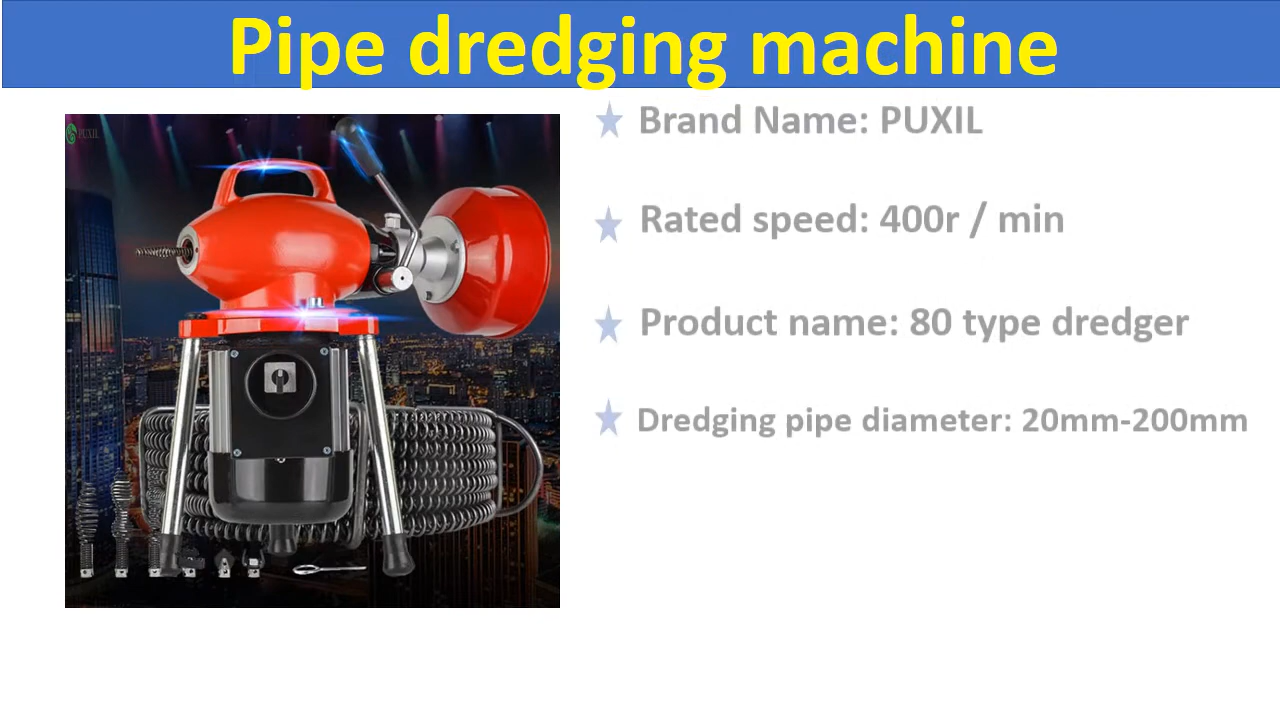 Pipe dredging machine
PUXIL
Brand Name: PUXIL
Rated speed: 400r / min
Product name: 80 type dredger
Dredging pipe diameter: 20mm-200mm